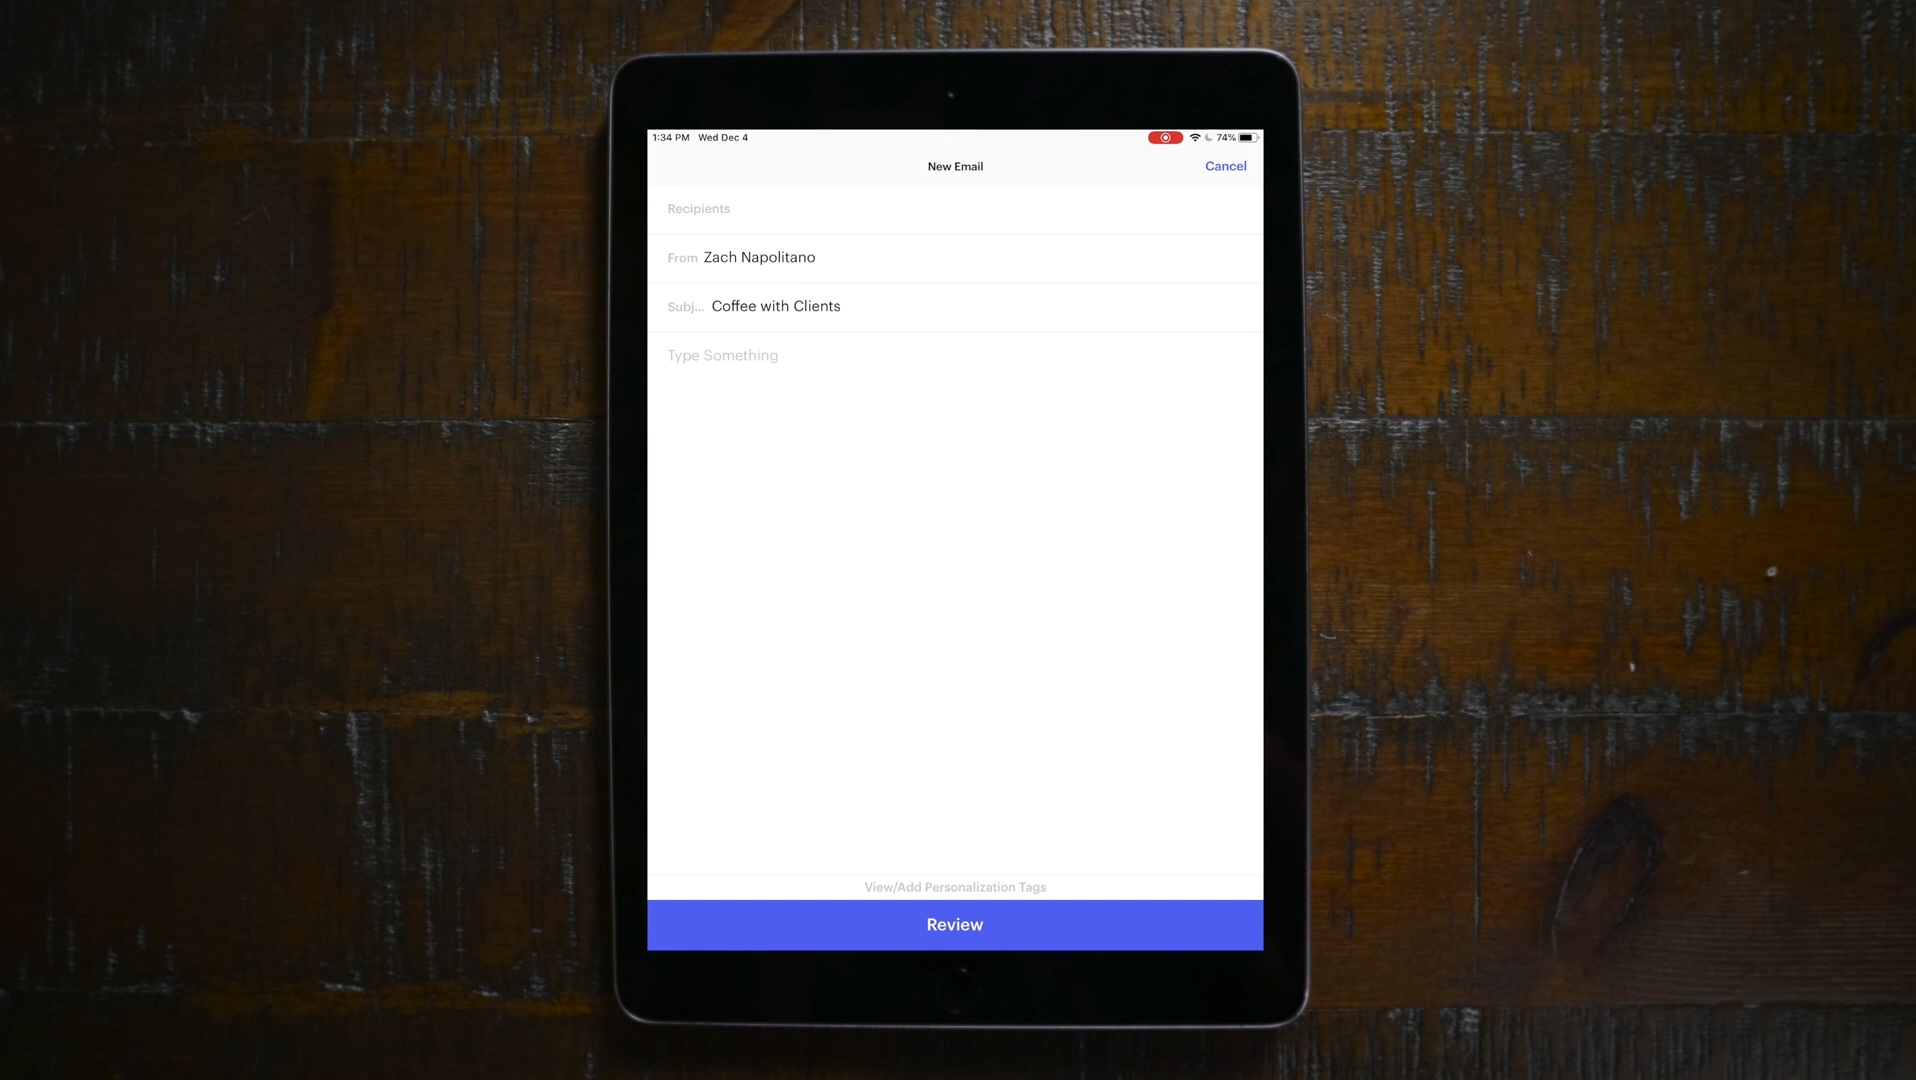 1:34 PM Wed Dec 4 74%
New Email Cancel
Recipients
From Zach Napolitano
Subj... Coffee with Clients
Type Something
View/Add Personalization Tags
Review